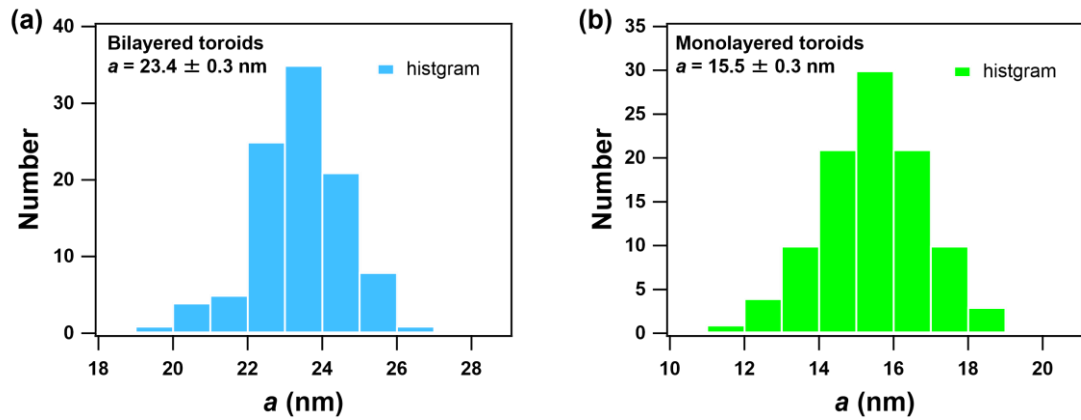 (a)
Bilayered toroids
a = 23.4 ± 0.3 nm
histgram
Number
40
30
20
10
0
18 20 22 24 26 28
a (nm)
(b)
Monolayered toroids
a = 15.5 ± 0.3 nm
histgram
Number
35
30
25
20
15
10
5
0
10 12 14 16 18 20
a (nm)